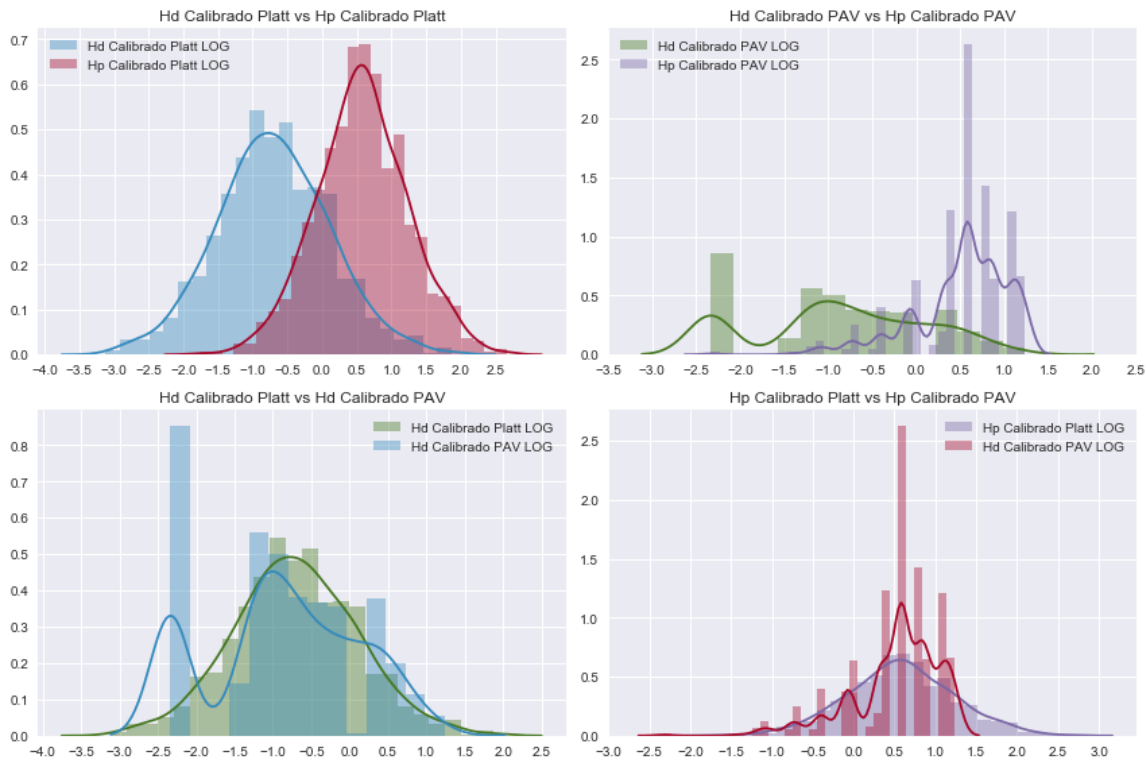 Hd Calibrado Platt vs Hp Calibrado Platt
Hd Calibrado Platt LOG
Hp Calibrado Platt LOG
0.7
0.6
0.5
0.4
0.3
0.2
0.1
0.0
-4.0 -3.5 -3.0 -2.5 -2.0 -1.5 -1.0 -0.5 0.0 0.5 1.0 1.5 2.0 2.5
Hd Calibrado PAV vs Hp Calibrado PAV
Hd Calibrado PAV LOG
Hp Calibrado PAV LOG
2.5
2.0
1.5
1.0
0.5
0.0
-3.5 -3.0 -2.5 -2.0 -1.5 -1.0 -0.5 0.0 0.5 1.0 1.5 2.0 2.5
Hd Calibrado Platt vs Hd Calibrado PAV
Hd Calibrado Platt LOG
Hd Calibrado PAV LOG
0.8
0.7
0.6
0.5
0.4
0.3
0.2
0.1
0.0
-4.0 -3.5 -3.0 -2.5 -2.0 -1.5 -1.0 -0.5 0.0 0.5 1.0 1.5 2.0 2.5
Hp Calibrado Platt vs Hp Calibrado PAV
Hp Calibrado Platt LOG
Hd Calibrado PAV LOG
2.5
2.0
1.5
1.0
0.5
0.0
-3.0 -2.5 -2.0 -1.5 -1.0 -0.5 0.0 0.5 1.0 1.5 2.0 2.5 3.0